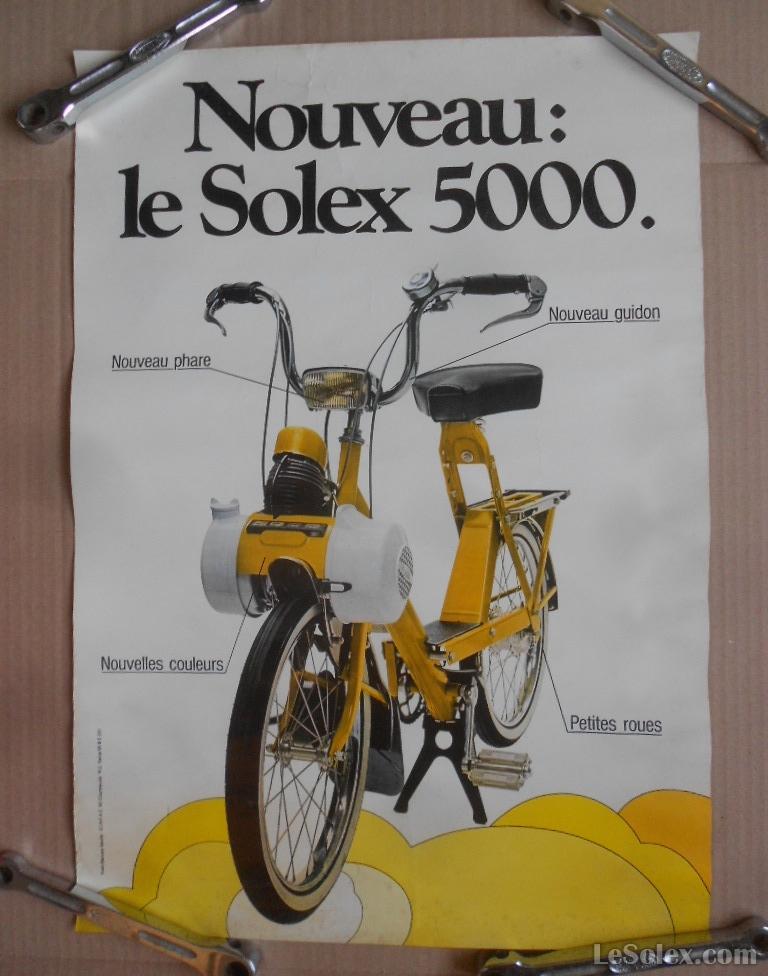 Nouveau:
le Solex 5000.
Nouveau guidon
Nouveau phare
Nouvelles couleurs
Petites roues
LeSolex.com